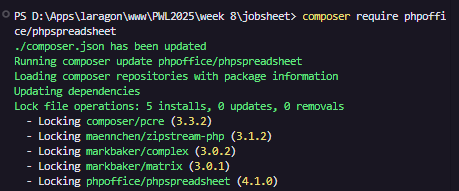 PS D:\Apps\laragon\www\PWL2025\week 8\jobsheet> composer require phpoff
ice/phpspreadsheet
./composer.json has been updated
Running composer update phpoffice/phpspreadsheet
Loading composer repositories with package information
Updating dependencies
Lock file operations: 5 installs, 0 updates, 0 removals
  - Locking composer/pcre (3.3.2)
  - Locking maennchen/zipstream-php (3.1.2)
  - Locking markbaker/complex (3.0.2)
  - Locking markbaker/matrix (3.0.1)
  - Locking phpoffice/phpspreadsheet (4.1.0)